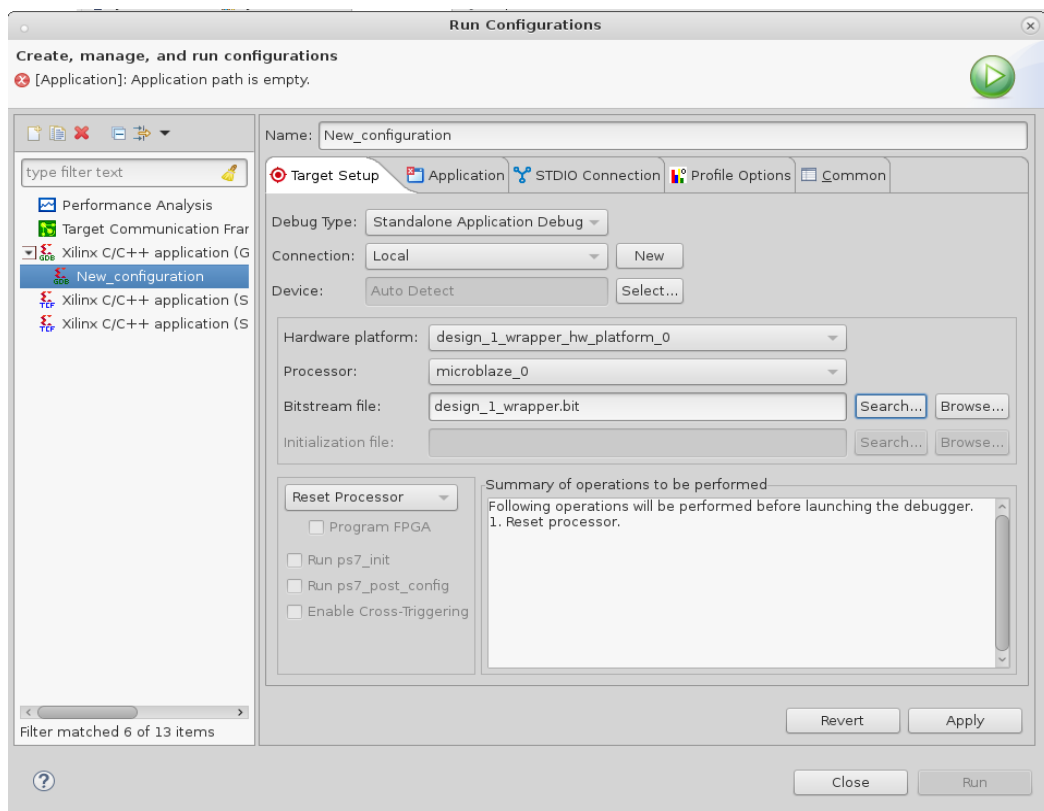 Run Configurations
Create, manage, and run configurations
[Application]: Application path is empty.
Name: New_configuration
type filter text
Performance Analysis
Target Communication Frar
Xilinx C/C++ application (G
New_configuration
Xilinx C/C++ application (S
Xilinx C/C++ application (S
Filter matched 6 of 13 items
Target Setup Application STDIO Connection Profile Options Common
Debug Type: Standalone Application Debug
Connection: Local New
Device: Auto Detect Select...
Hardware platform: design_1_wrapper_hw_platform_0
Processor: microblaze_0
Bitstream file: design_1_wrapper.bit Search... Browse...
Initialization file: Search... Browse...
Reset Processor
Program FPGA
Run ps7_init
Run ps7_post_config
Enable Cross-Triggering
Summary of operations to be performed
Following operations will be performed before launching the debugger.
1. Reset processor.
Revert Apply
Close Run